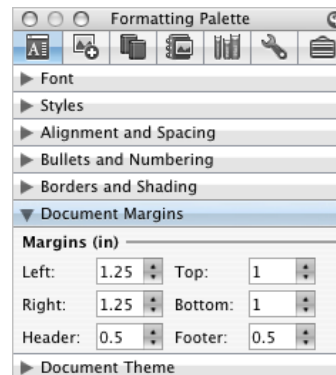 Formatting Palette
Font
Styles
Alignment and Spacing
Bullets and Numbering
Borders and Shading
Document Margins
Margins (in)
Left: 1.25 Top: 1
Right: 1.25 Bottom: 1
Header: 0.5 Footer: 0.5
Document Theme